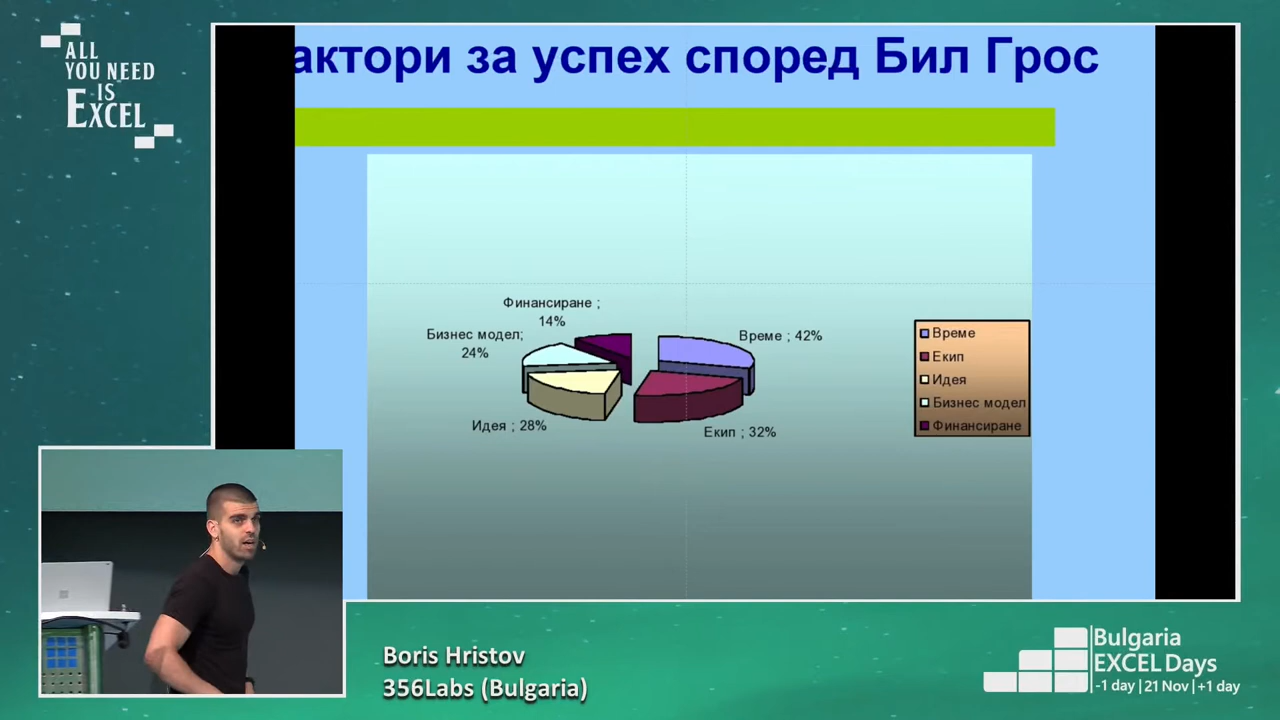 ALL
YOU NEED
IS
EXCEL
актори за успех според Бил Грос
Финансиране ;
14%
Бизнес модел;
24%
Време ; 42%
Идея ; 28%
Екип ; 32%
Време
Екип
Идея
Бизнес модел
Финансиране
Boris Hristov
356Labs (Bulgaria)
Bulgaria
EXCEL Days
-1 day | 21 Nov | +1 day